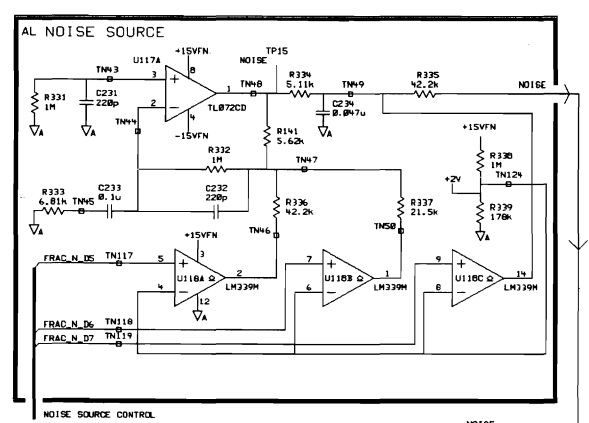 AL NOISE SOURCE
+15VFN
TP15
NOISE
U117A
TN43
3
8
1
TN48
R334
5.11k
TN49
R335
42.2k
NOISE
R331
1M
C231
220p
2
4
TL072CD
C234
0.047u
TN44
-15VFN
R141
5.62k
+15VFN
R338
1M
R332
1M
TN47
TN124
+2V
R333
6.81k
TN45
C233
0.1u
C232
220p
R336
42.2k
R337
21.5k
R339
178k
TN46
TN50
+15VFN
FRAC_N_D5
TN117
5
3
U118A
2
7
U118B
1
9
U118C
14
4
LM339M
6
LM339M
8
LM339M
12
FRAC_N_D6
TN118
FRAC_N_D7
TN119
A
A
A
A
A
A
NOISE SOURCE CONTROL